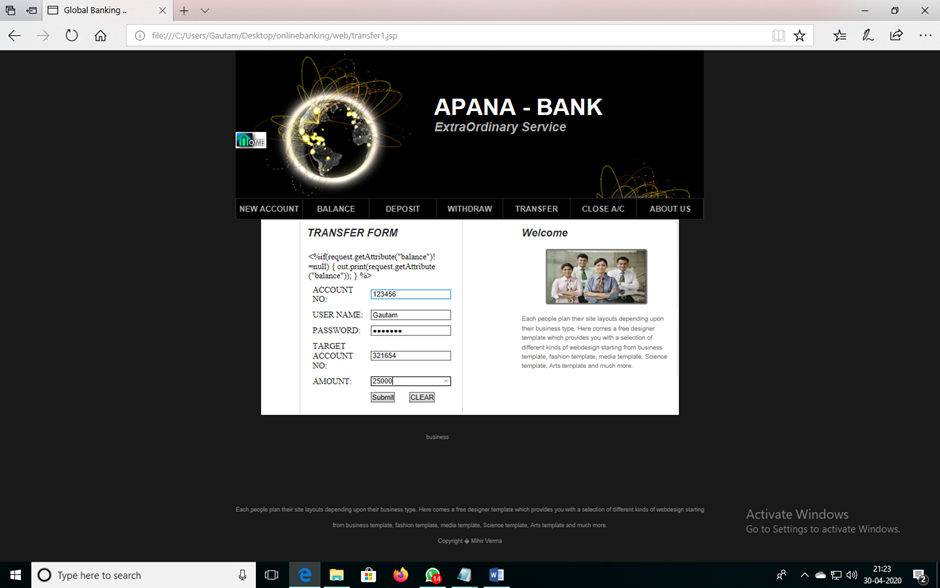 Global Banking ..
file:///C:/Users/Gautam/Desktop/onlinebanking/web/transfer1.jsp
APANA - BANK
ExtraOrdinary Service
HOME
NEW ACCOUNT BALANCE DEPOSIT WITHDRAW TRANSFER CLOSE A/C ABOUT US
TRANSFER FORM
<%if(request.getAttribute("balance")!
=null) { out.print(request.getAttribute
("balance")); } %>
ACCOUNT
NO:
123456
USER NAME: Gautam
PASSWORD: ●●●●●●●
TARGET
ACCOUNT
NO:
321654
AMOUNT: 25000
Submit CLEAR
Welcome
Each people plan their site layouts depending upon
their business type. Here comes a free designer
template which provides you with a selection of
different kinds of webdesign starting from business
template, fashion template, media template, Science
template, Arts template and much more.
business
Each people plan their site layouts depending upon their business type. Here comes a free designer template which provides you with a selection of different kinds of webdesign starting
from business template, fashion template, media template, Science template, Arts template and much more.
Copyright � Mihir Verma
Activate Windows
Go to Settings to activate Windows.
Type here to search
14
21:23
30-04-2020
2